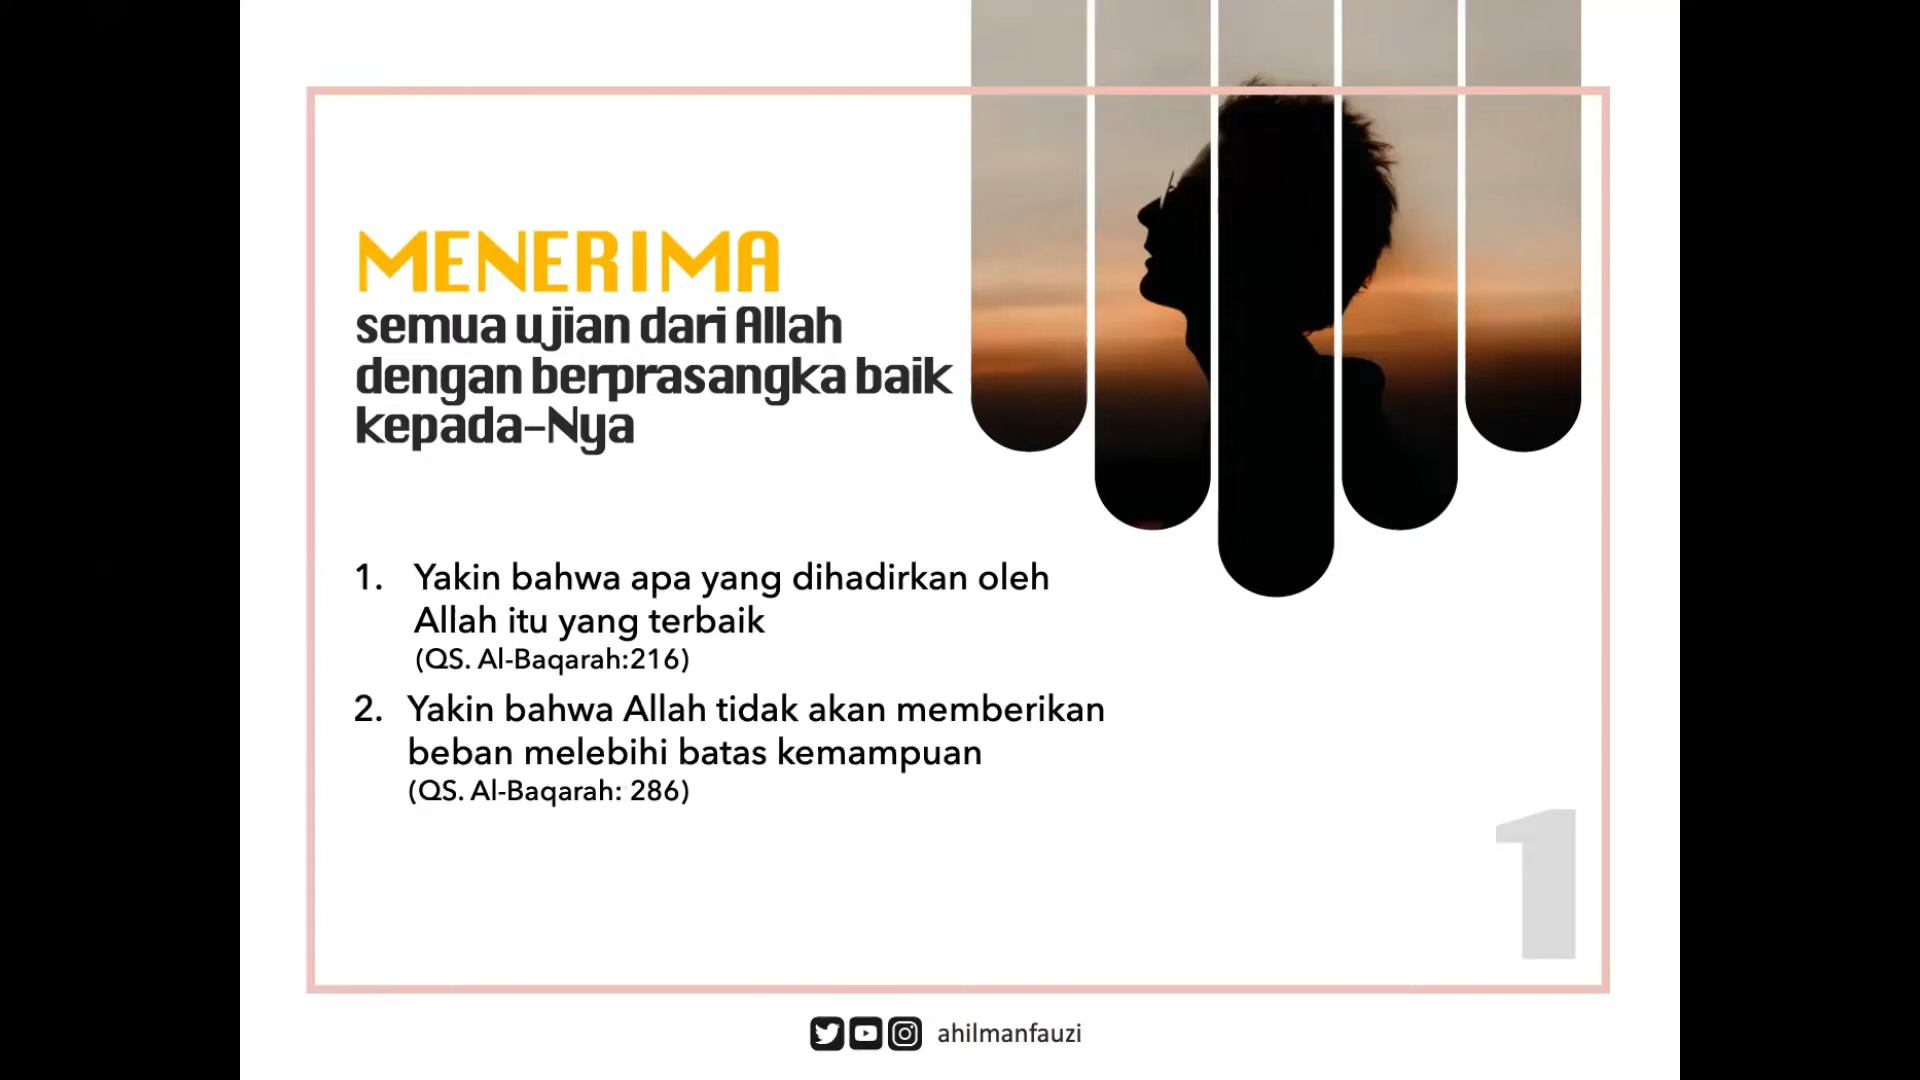 MENERIMA
semua ujian dari Allah
dengan berprasangka baik
kepada-Nya
1. Yakin bahwa apa yang dihadirkan oleh
Allah itu yang terbaik
(QS. Al-Baqarah:216)
2. Yakin bahwa Allah tidak akan memberikan
beban melebihi batas kemampuan
(QS. Al-Baqarah: 286)
1
ahilmanfauzi